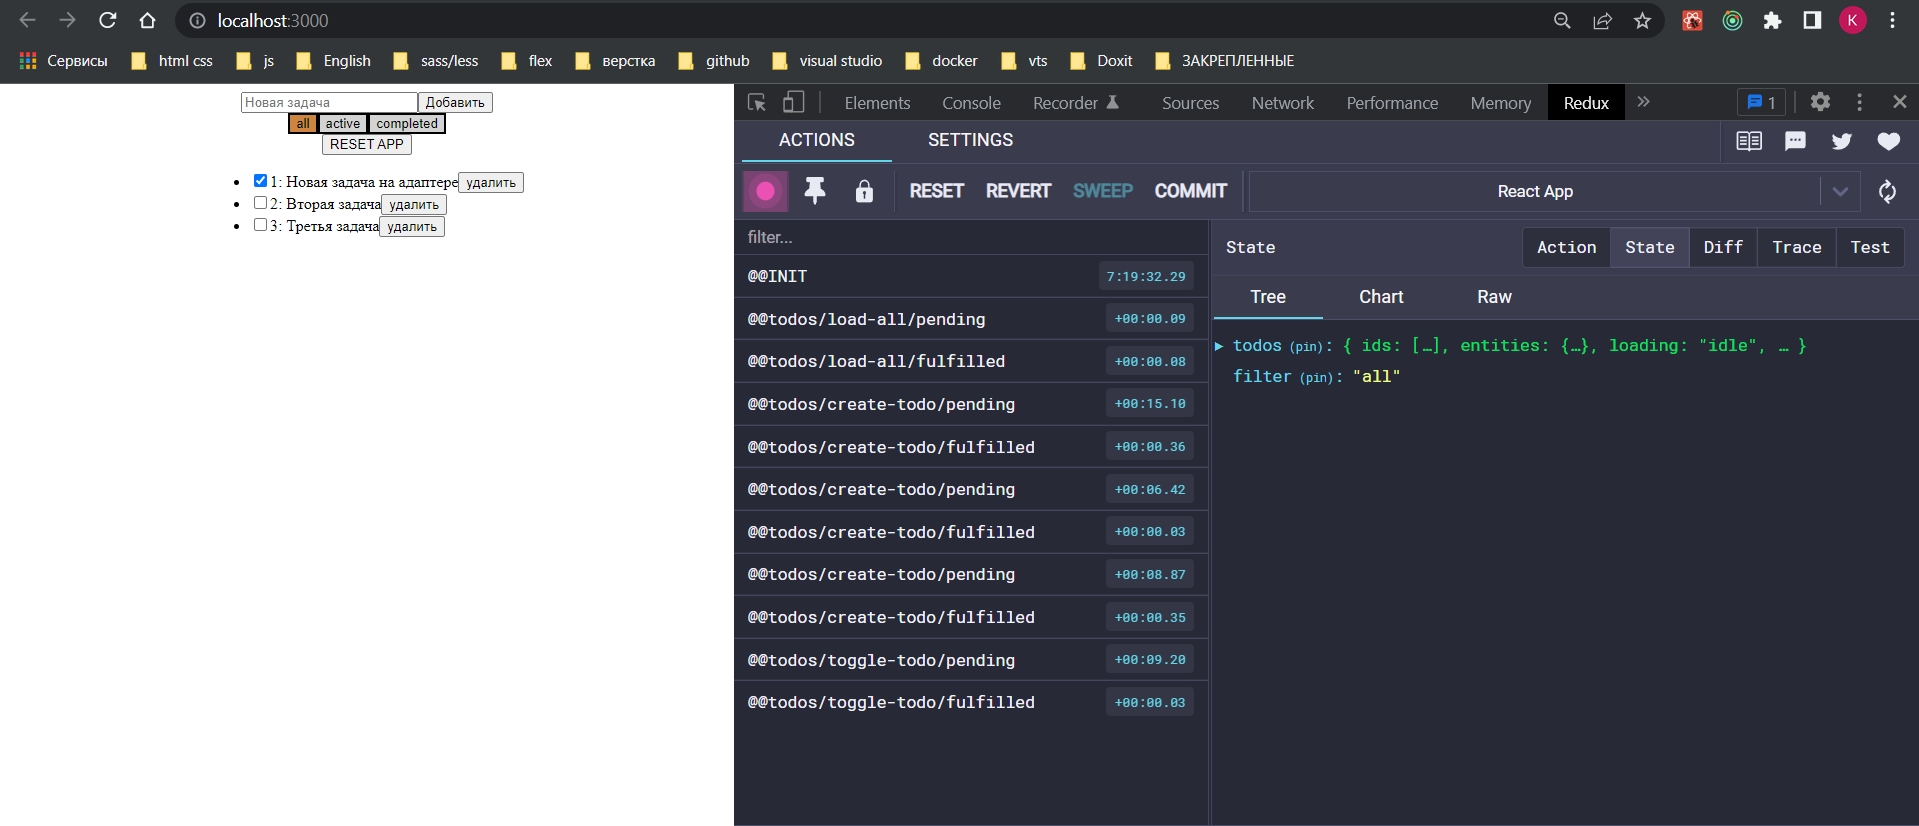 localhost:3000
K
Сервисы html css js English sass/less flex верстка github visual studio docker vts Doxit ЗАКРЕПЛЕННЫЕ
Новая задача Добавить
all active completed
RESET APP
1: Новая задача на адаптере удалить
2: Вторая задача удалить
3: Третья задача удалить
Elements Console Recorder Sources Network Performance Memory Redux » 1
ACTIONS SETTINGS
RESET REVERT SWEEP COMMIT React App
filter...
@@INIT 7:19:32.29
@@todos/load-all/pending +00:00.09
@@todos/load-all/fulfilled +00:00.08
@@todos/create-todo/pending +00:15.10
@@todos/create-todo/fulfilled +00:00.36
@@todos/create-todo/pending +00:06.42
@@todos/create-todo/fulfilled +00:00.03
@@todos/create-todo/pending +00:08.87
@@todos/create-todo/fulfilled +00:00.35
@@todos/toggle-todo/pending +00:09.20
@@todos/toggle-todo/fulfilled +00:00.03
State Action State Diff Trace Test
Tree Chart Raw
todos (pin): { ids: […], entities: {…}, loading: "idle", … }
filter (pin): "all"